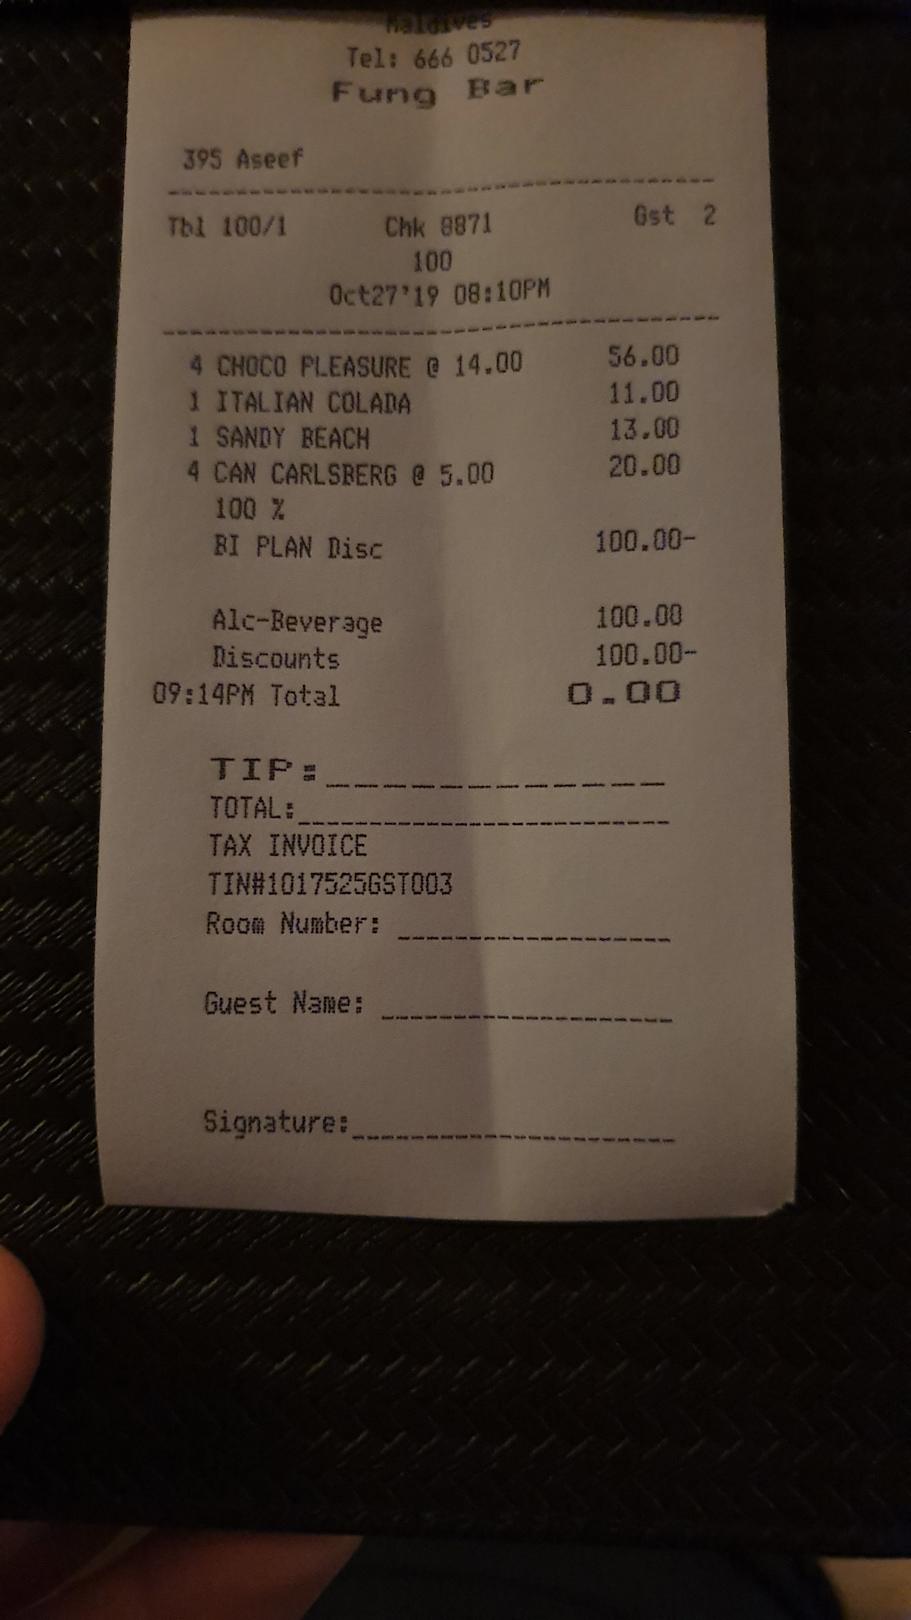 Maldives
Tel: 666 0527
Fung Bar
395 Aseef
Tbl 100/1 Chk 8871 Gst 2
100
Oct27'19 08:10PM
4 CHOCO PLEASURE @ 14.00 56.00
1 ITALIAN COLADA 11.00
1 SANDY BEACH 13.00
4 CAN CARLSBERG @ 5.00 20.00
100 %
BI PLAN Disc 100.00-
Alc-Beverage 100.00
Discounts 100.00-
09:14PM Total 0.00
TIP:
TOTAL:
TAX INVOICE
TIN#1017525GST003
Room Number:
Guest Name:
Signature: